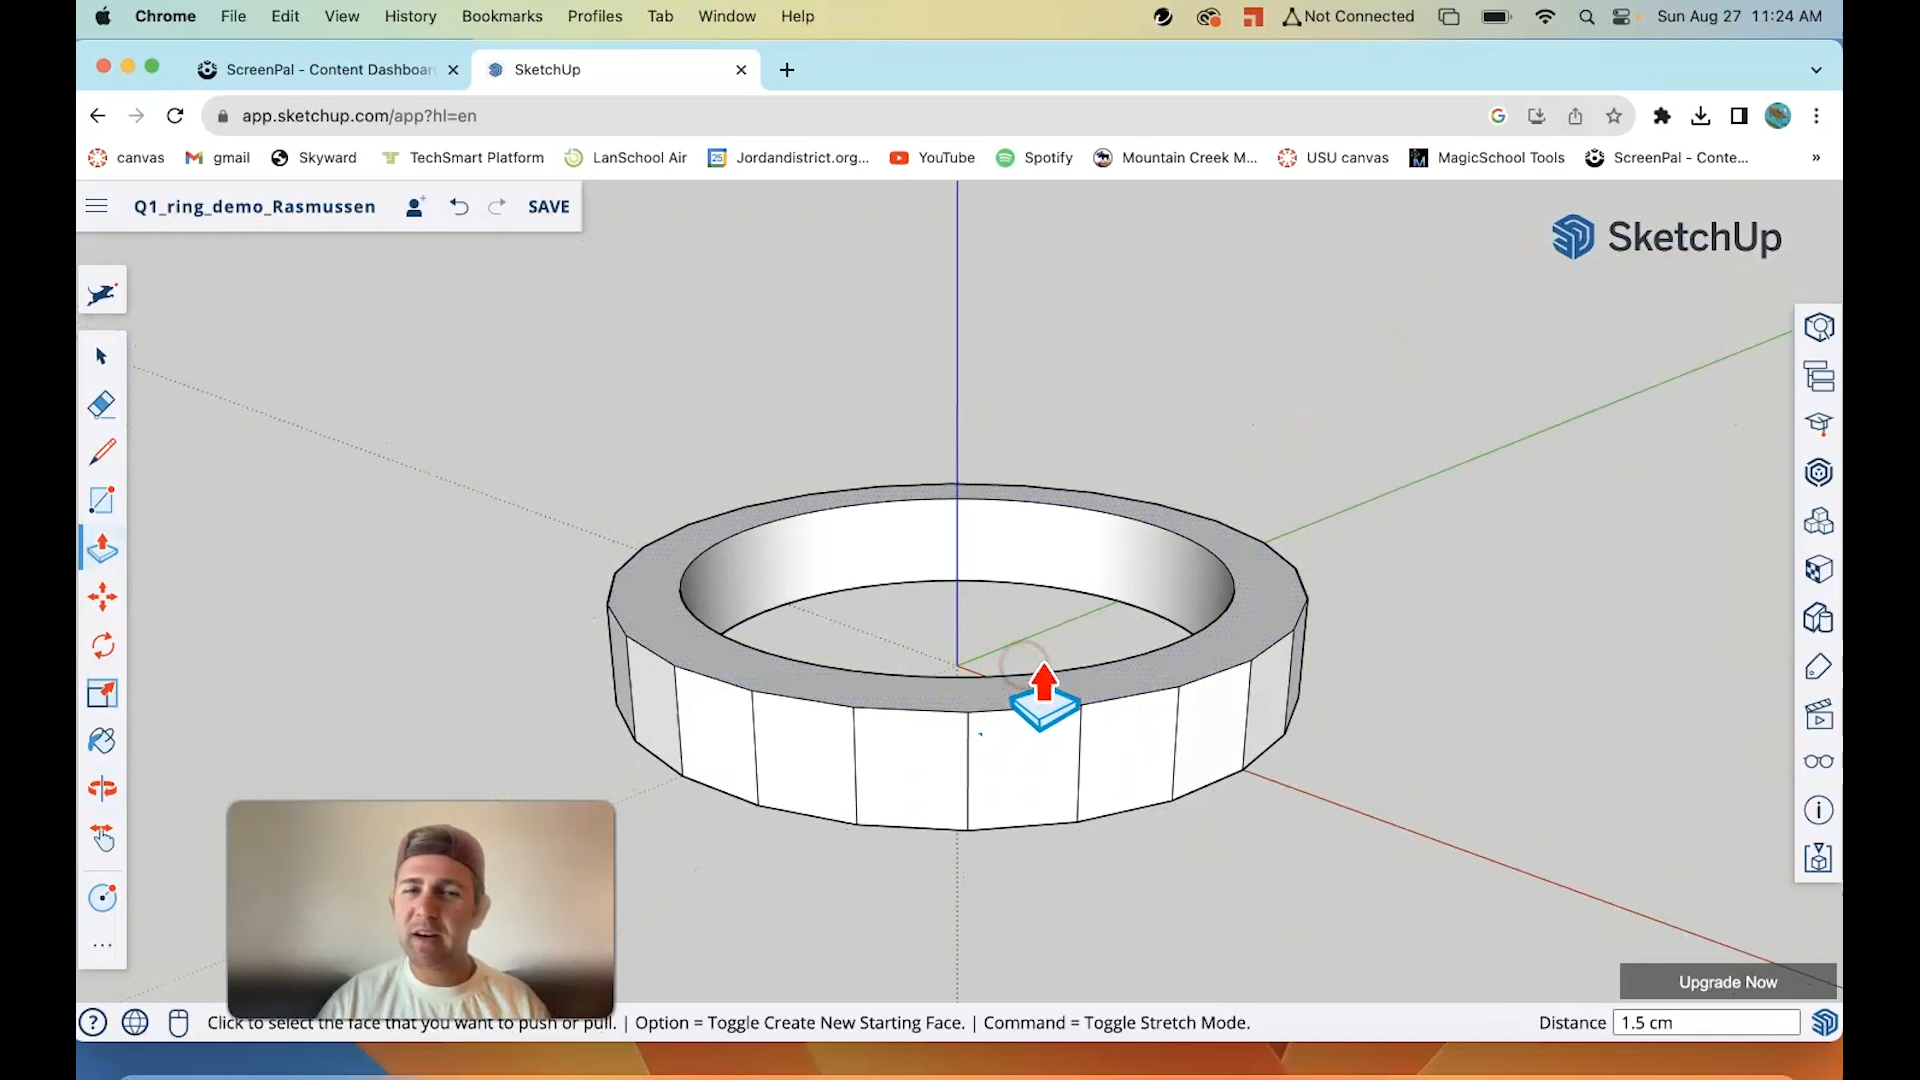 Chrome File Edit View History Bookmarks Profiles Tab Window Help Not Connected Sun Aug 27 11:24 AM
ScreenPal - Content Dashboar SketchUp
app.sketchup.com/app?hl=en
canvas gmail Skyward TechSmart Platform LanSchool Air 25 Jordandistrict.org... YouTube Spotify Mountain Creek M... USU canvas MagicSchool Tools ScreenPal - Conte... »
Q1_ring_demo_Rasmussen SAVE
SketchUp
Upgrade Now
Click to select the face that you want to push or pull. | Option = Toggle Create New Starting Face. | Command = Toggle Stretch Mode. Distance 1.5 cm